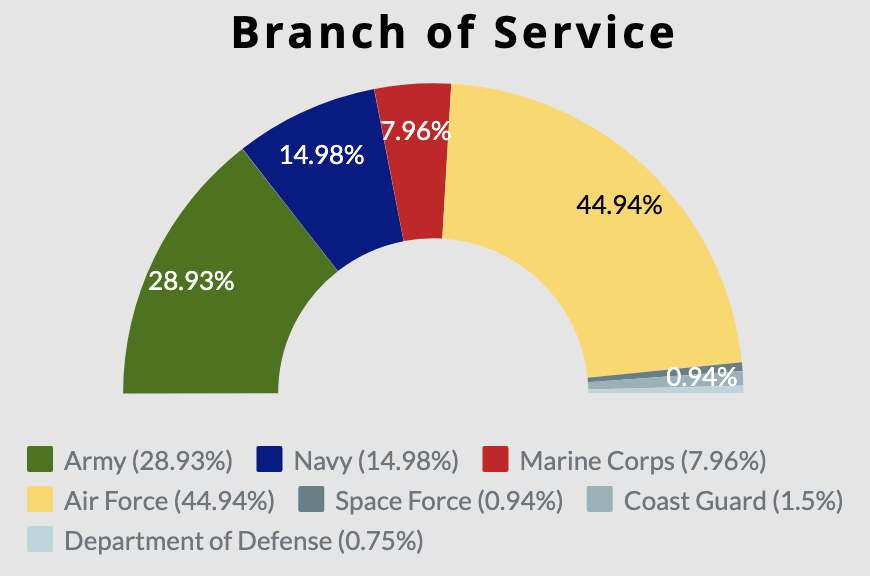 Branch of Service
7.96%
14.98%
44.94%
28.93%
0.94%
Army (28.93%) Navy (14.98%) Marine Corps (7.96%)
Air Force (44.94%) Space Force (0.94%) Coast Guard (1.5%)
Department of Defense (0.75%)